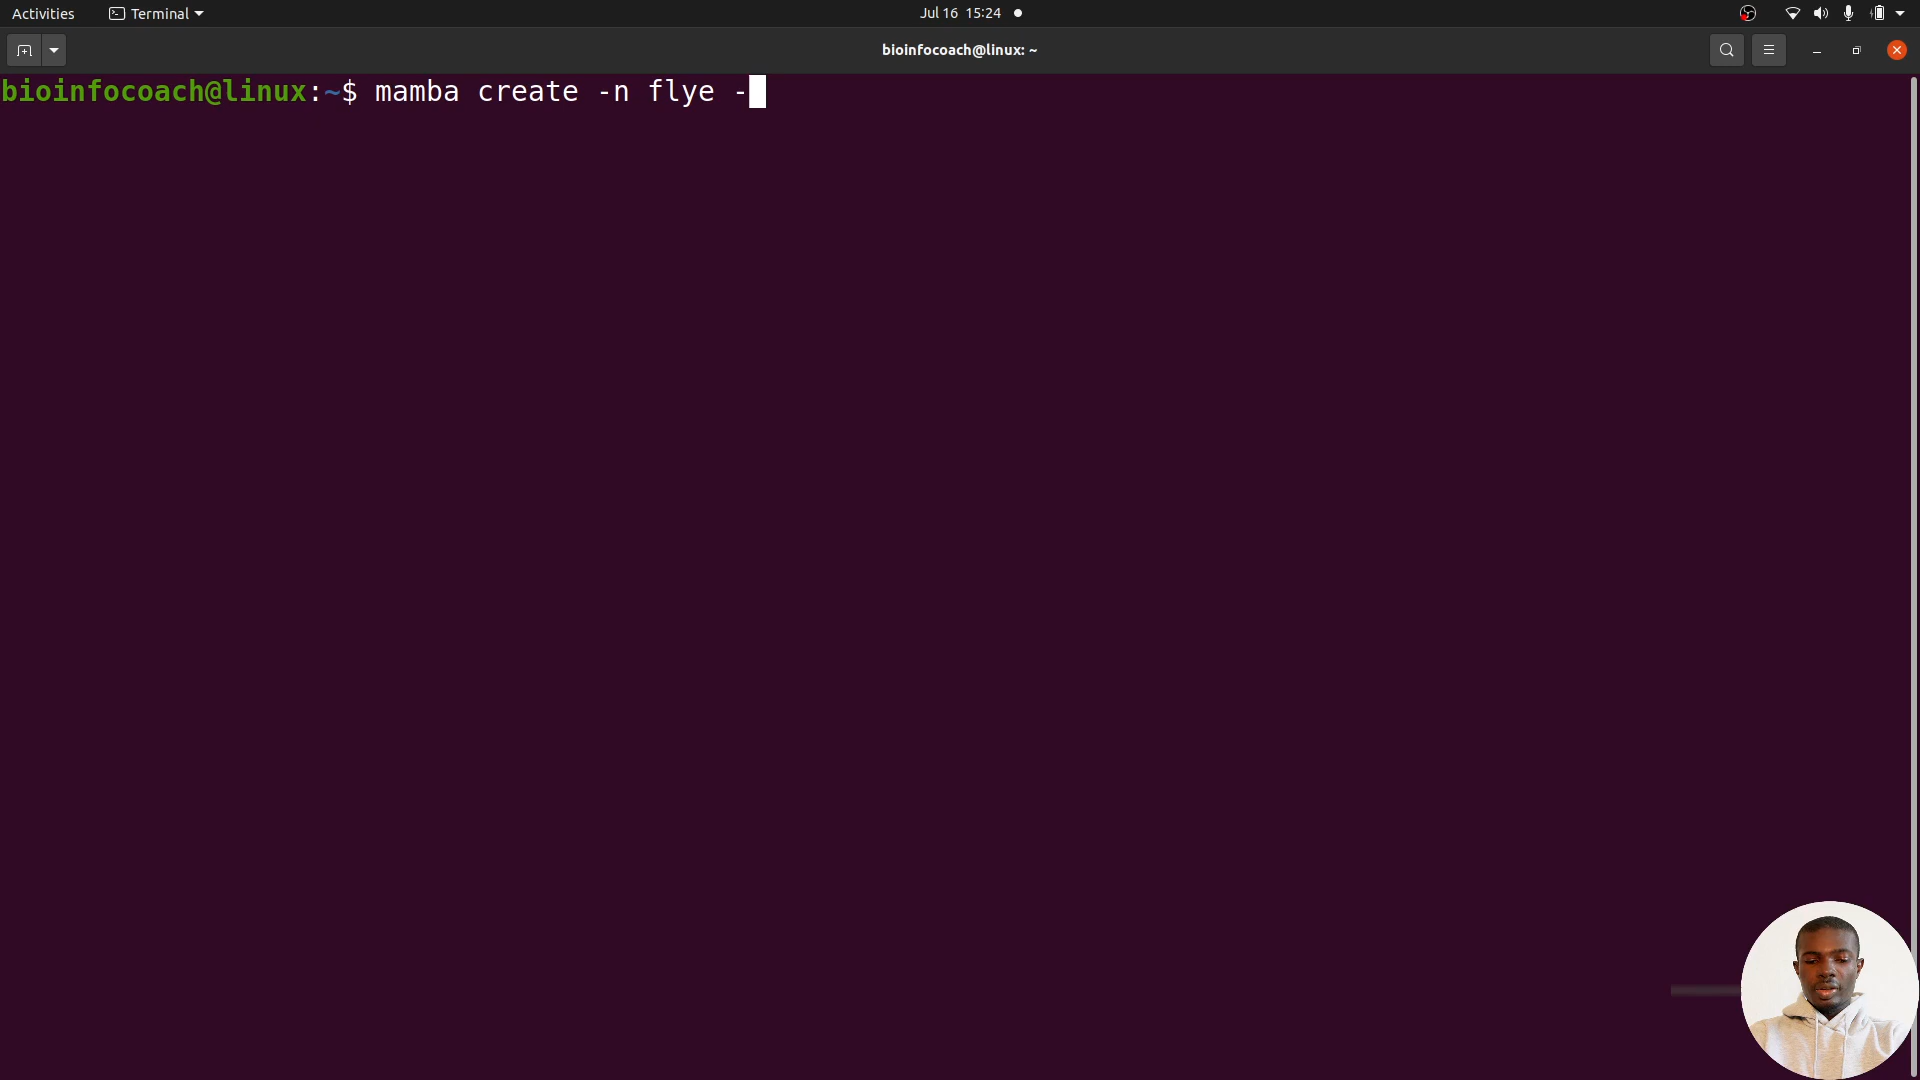 Activities Terminal Jul 16 15:24
bioinfocoach@linux: ~
bioinfocoach@linux:~$ mamba create -n flye -